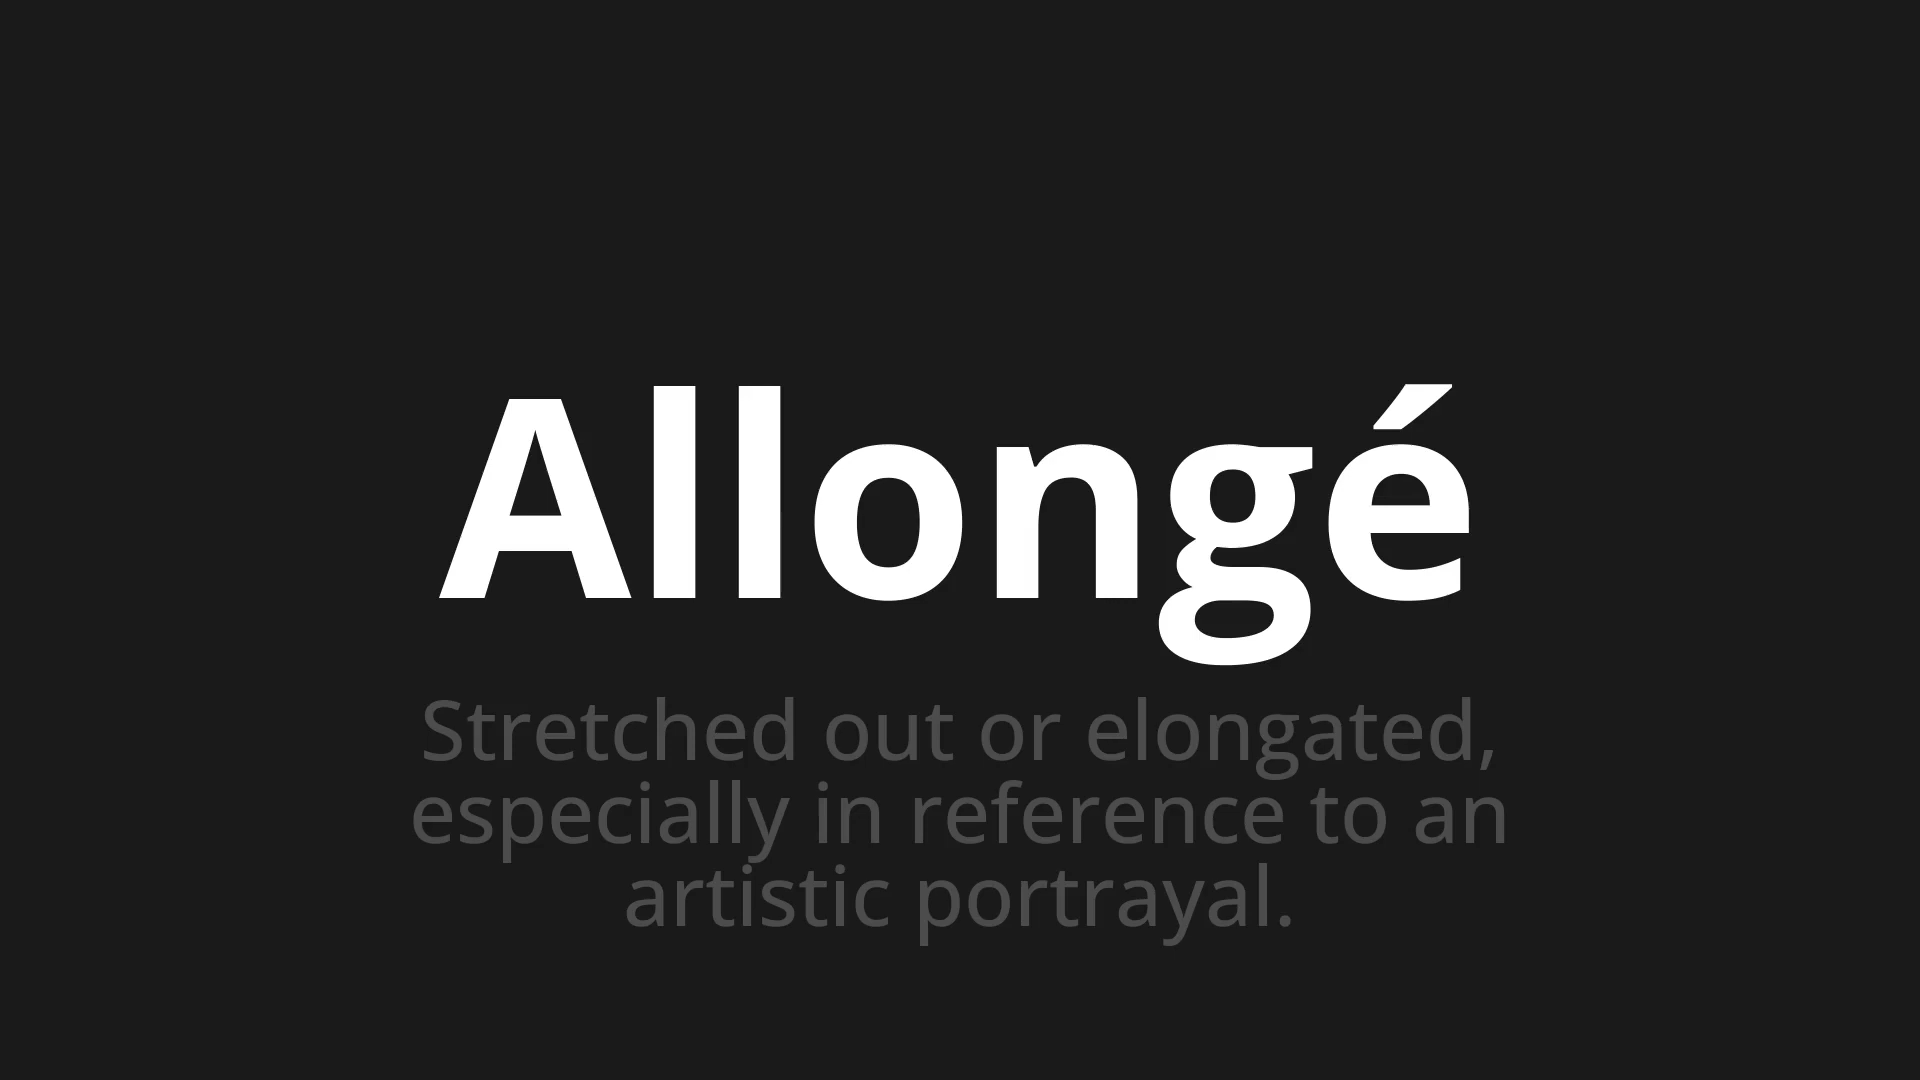 Allongé
Stretched out or elongated,
especially in reference to an
artistic portrayal.